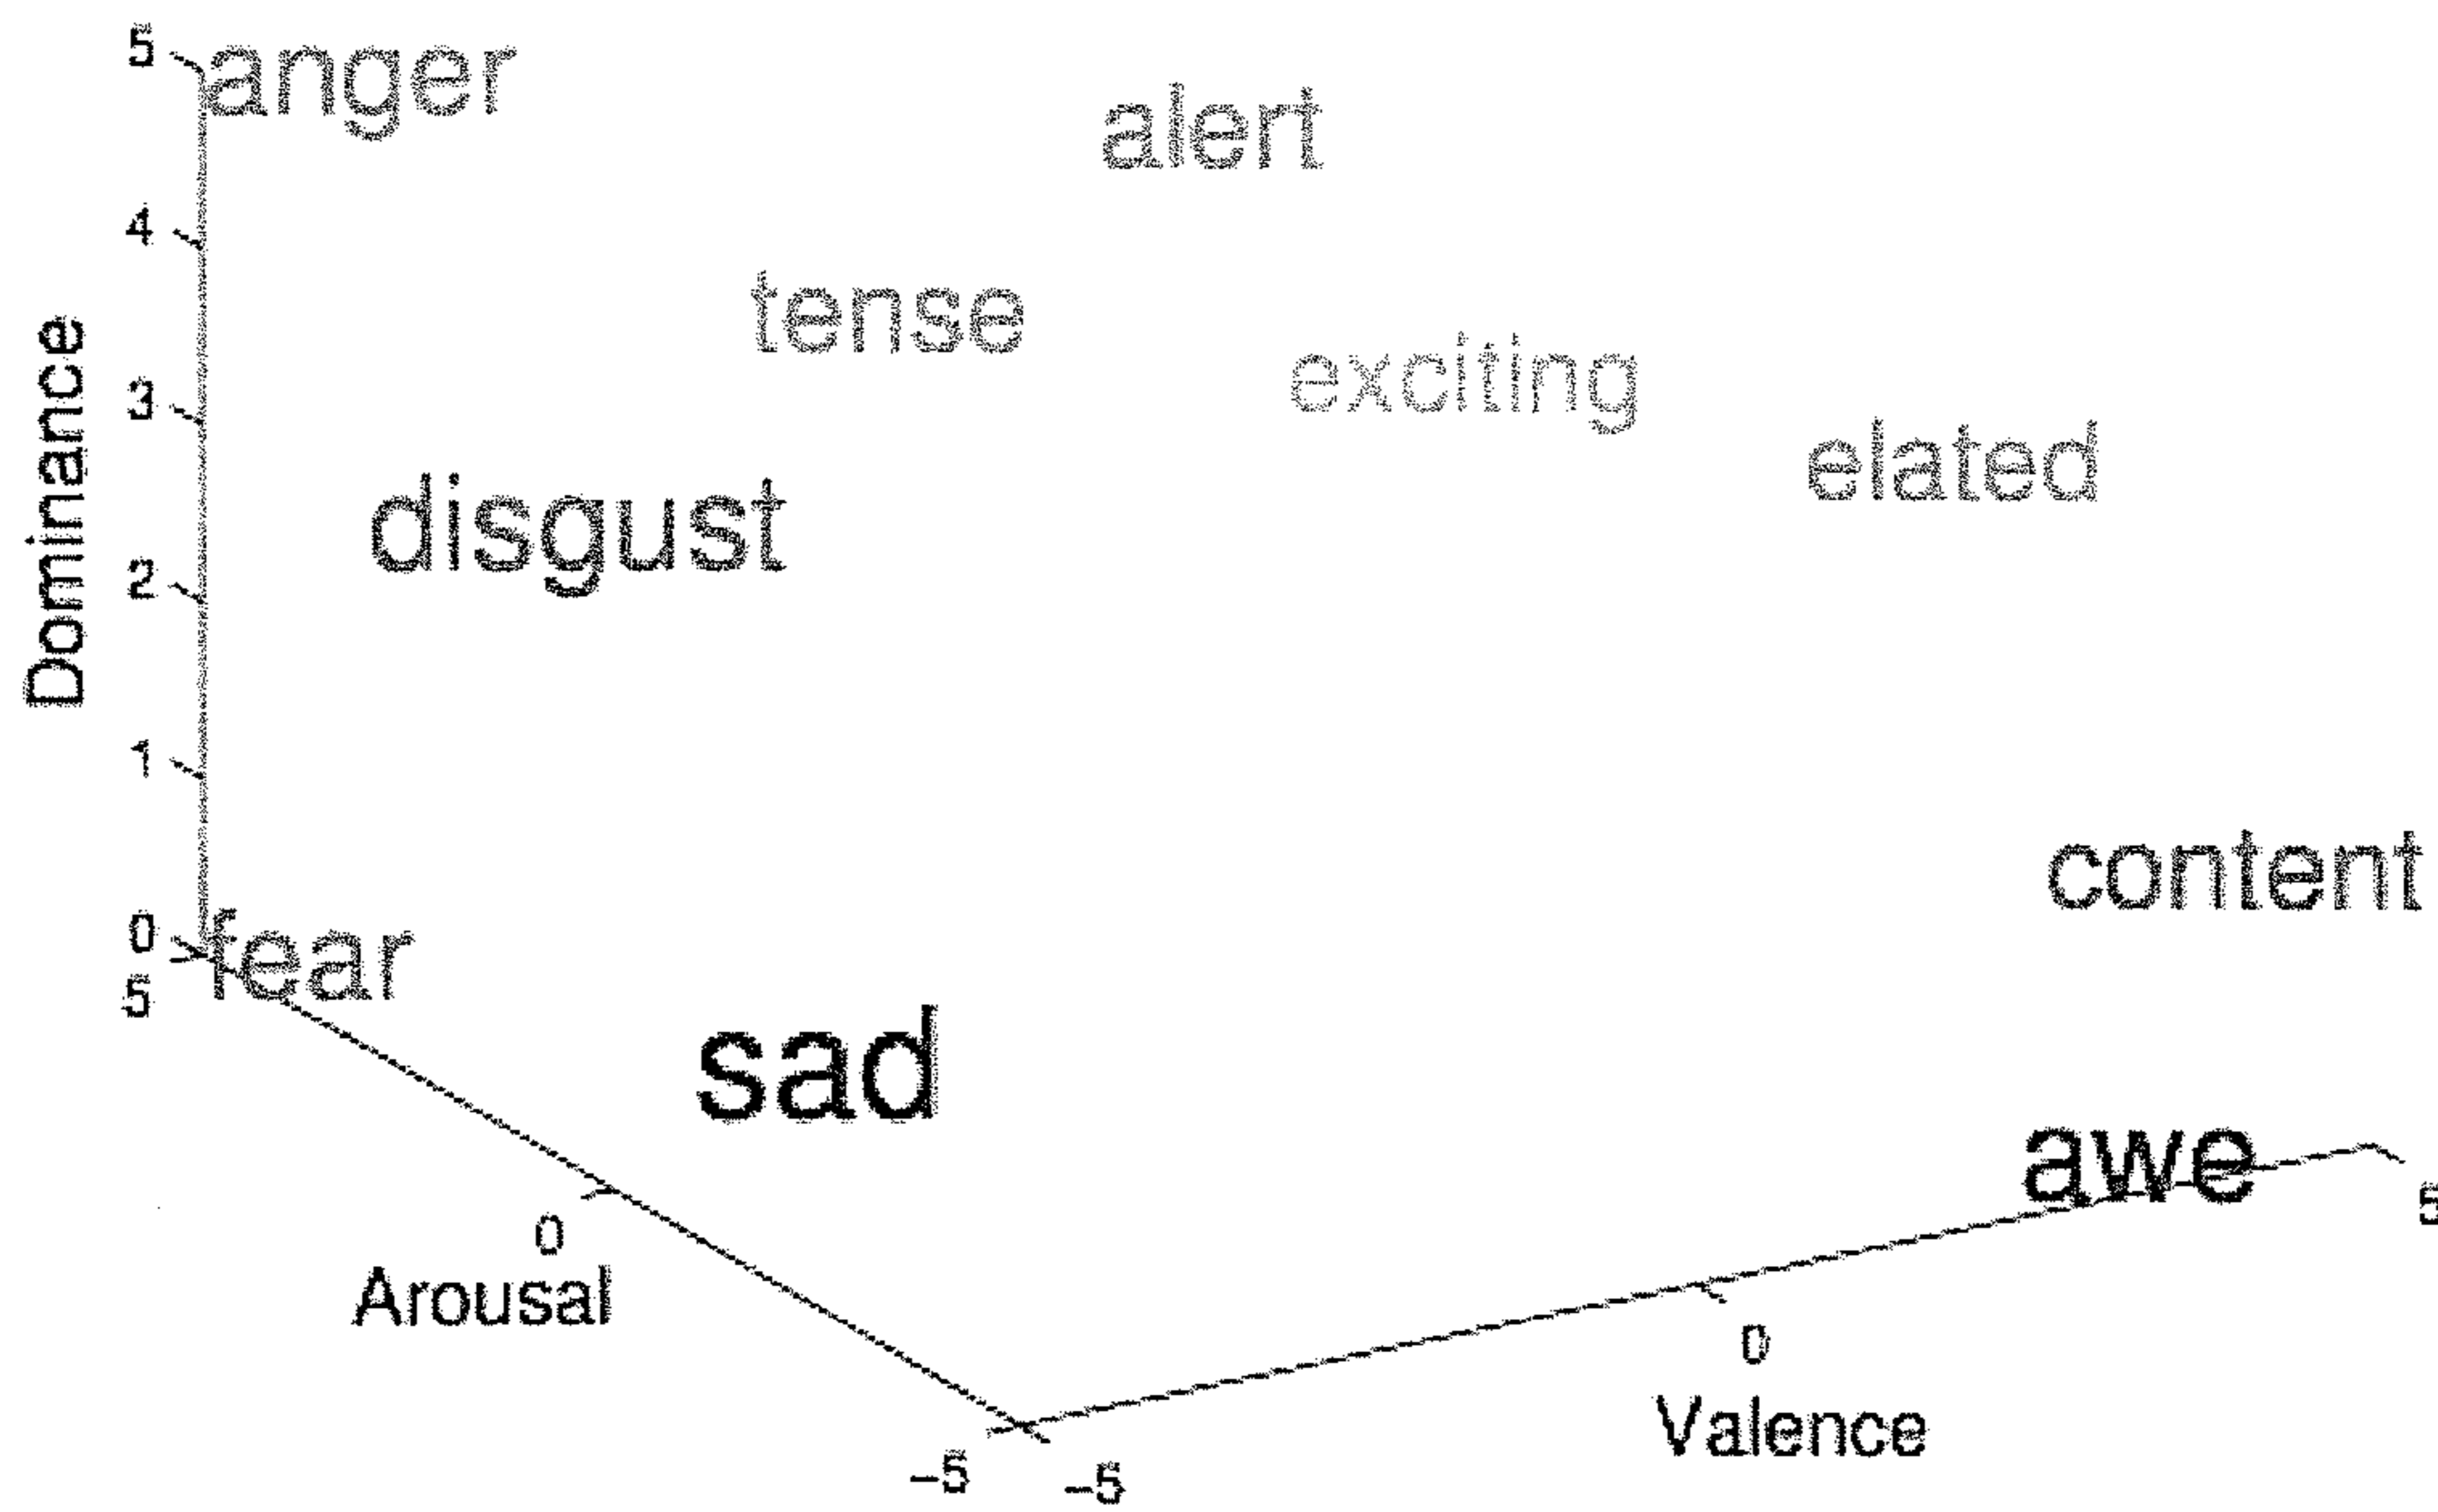 5
anger
alert
4
tense
exciting
3
elated
disgust
Dominance
2
1
content
0
fear
5
sad
awe
5
0
Arousal
0
Valence
-5
-5